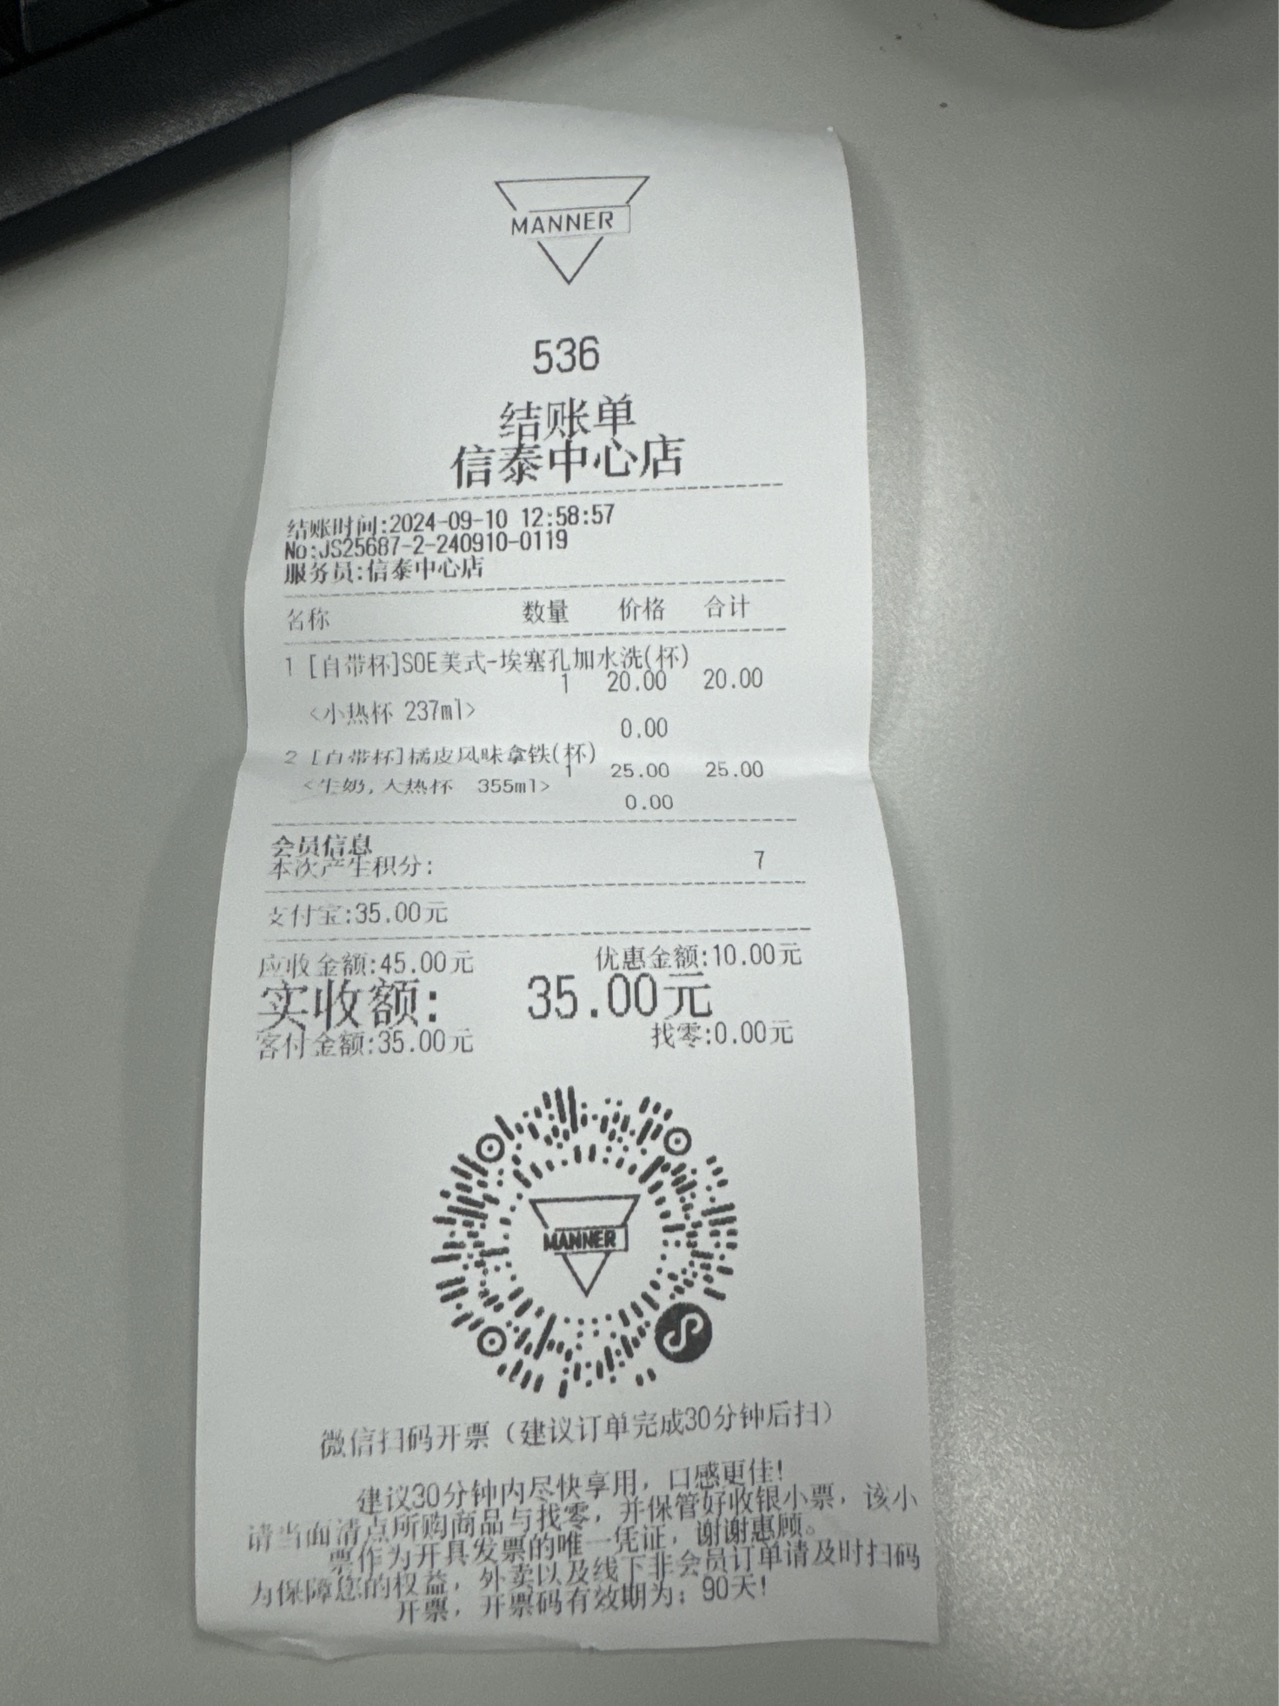 MANNER
536
结账单
信泰中心店
结账时间:2024-09-10 12:58:57
No:JS25687-2-240910-0119
服务员:信泰中心店
名称 数量 价格 合计
1 [自带杯]SOE美式-埃塞孔加水洗(杯)
1 20.00 20.00
<小热杯 237ml>
0.00
2 [自带杯]橘皮风味拿铁(杯)
1 25.00 25.00
<牛奶,大热杯 355ml>
0.00
会员信息
本次产生积分: 7
支付宝:35.00元
应收金额:45.00元 优惠金额:10.00元
实收额: 35.00元
客付金额:35.00元 找零:0.00元
MANNER
微信扫码开票（建议订单完成30分钟后扫）
建议30分钟内尽快享用，口感更佳!
请当面清点所购商品与找零，并保管好收银小票，该小
票作为开具发票的唯一凭证，谢谢惠顾。
为保障您的权益，外卖以及线下非会员订单请及时扫码
开票，开票码有效期为：90天!